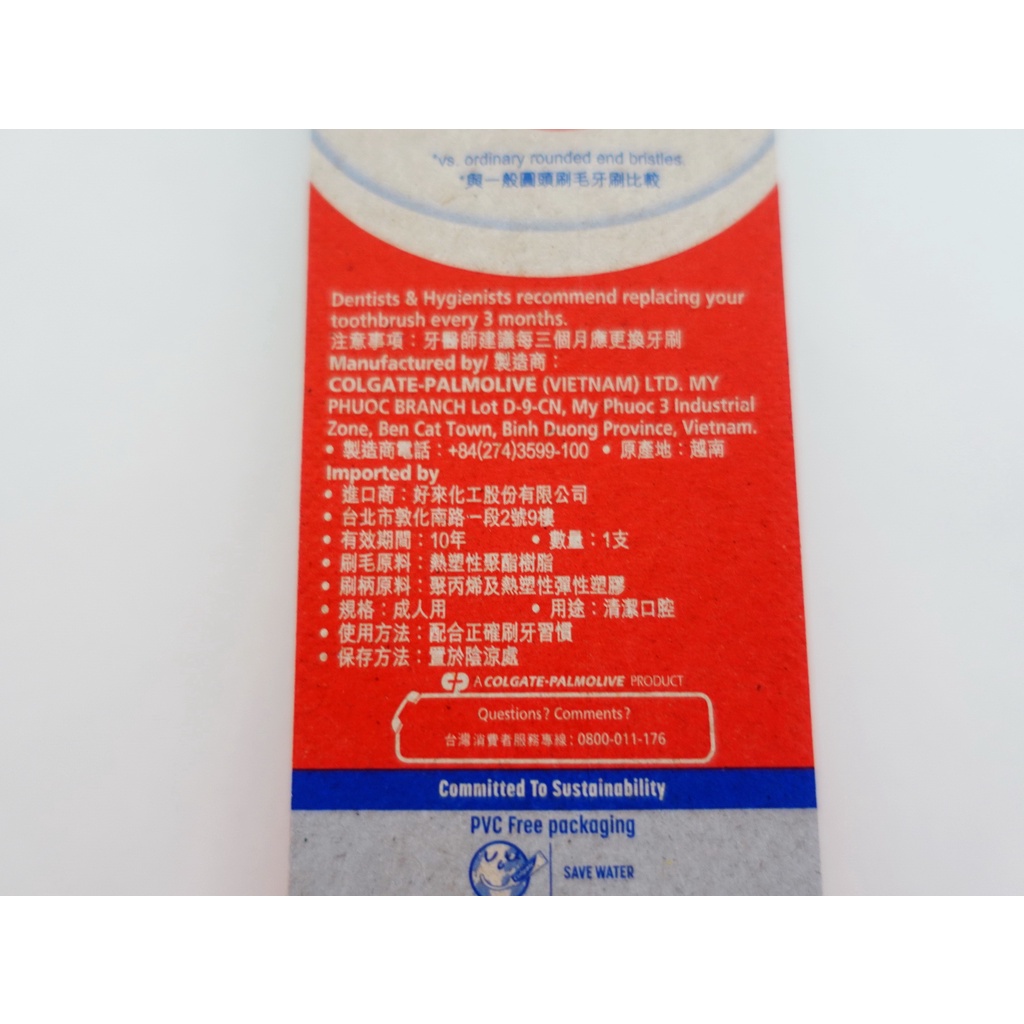 *vs. ordinary rounded end bristles.
*與一般圓頭刷毛牙刷比較
Dentists & Hygienists recommend replacing your
toothbrush every 3 months.
注意事項：牙醫師建議每三個月應更換牙刷
Manufactured by/ 製造商：
COLGATE-PALMOLIVE (VIETNAM) LTD. MY
PHUOC BRANCH Lot D-9-CN, My Phuoc 3 Industrial
Zone, Ben Cat Town, Binh Duong Province, Vietnam.
• 製造商電話：+84(274)3599-100 • 原產地：越南
Imported by
• 進口商：好來化工股份有限公司
• 台北市敦化南路一段2號9樓
• 有效期間：10年 • 數量：1支
• 刷毛原料：熱塑性聚酯樹脂
• 刷柄原料：聚丙烯及熱塑性彈性塑膠
• 規格：成人用 • 用途：清潔口腔
• 使用方法：配合正確刷牙習慣
• 保存方法：置於陰涼處
CP A COLGATE-PALMOLIVE PRODUCT
Questions? Comments?
台灣消費者服務專線：0800-011-176
Committed To Sustainability
PVC Free packaging
SAVE WATER